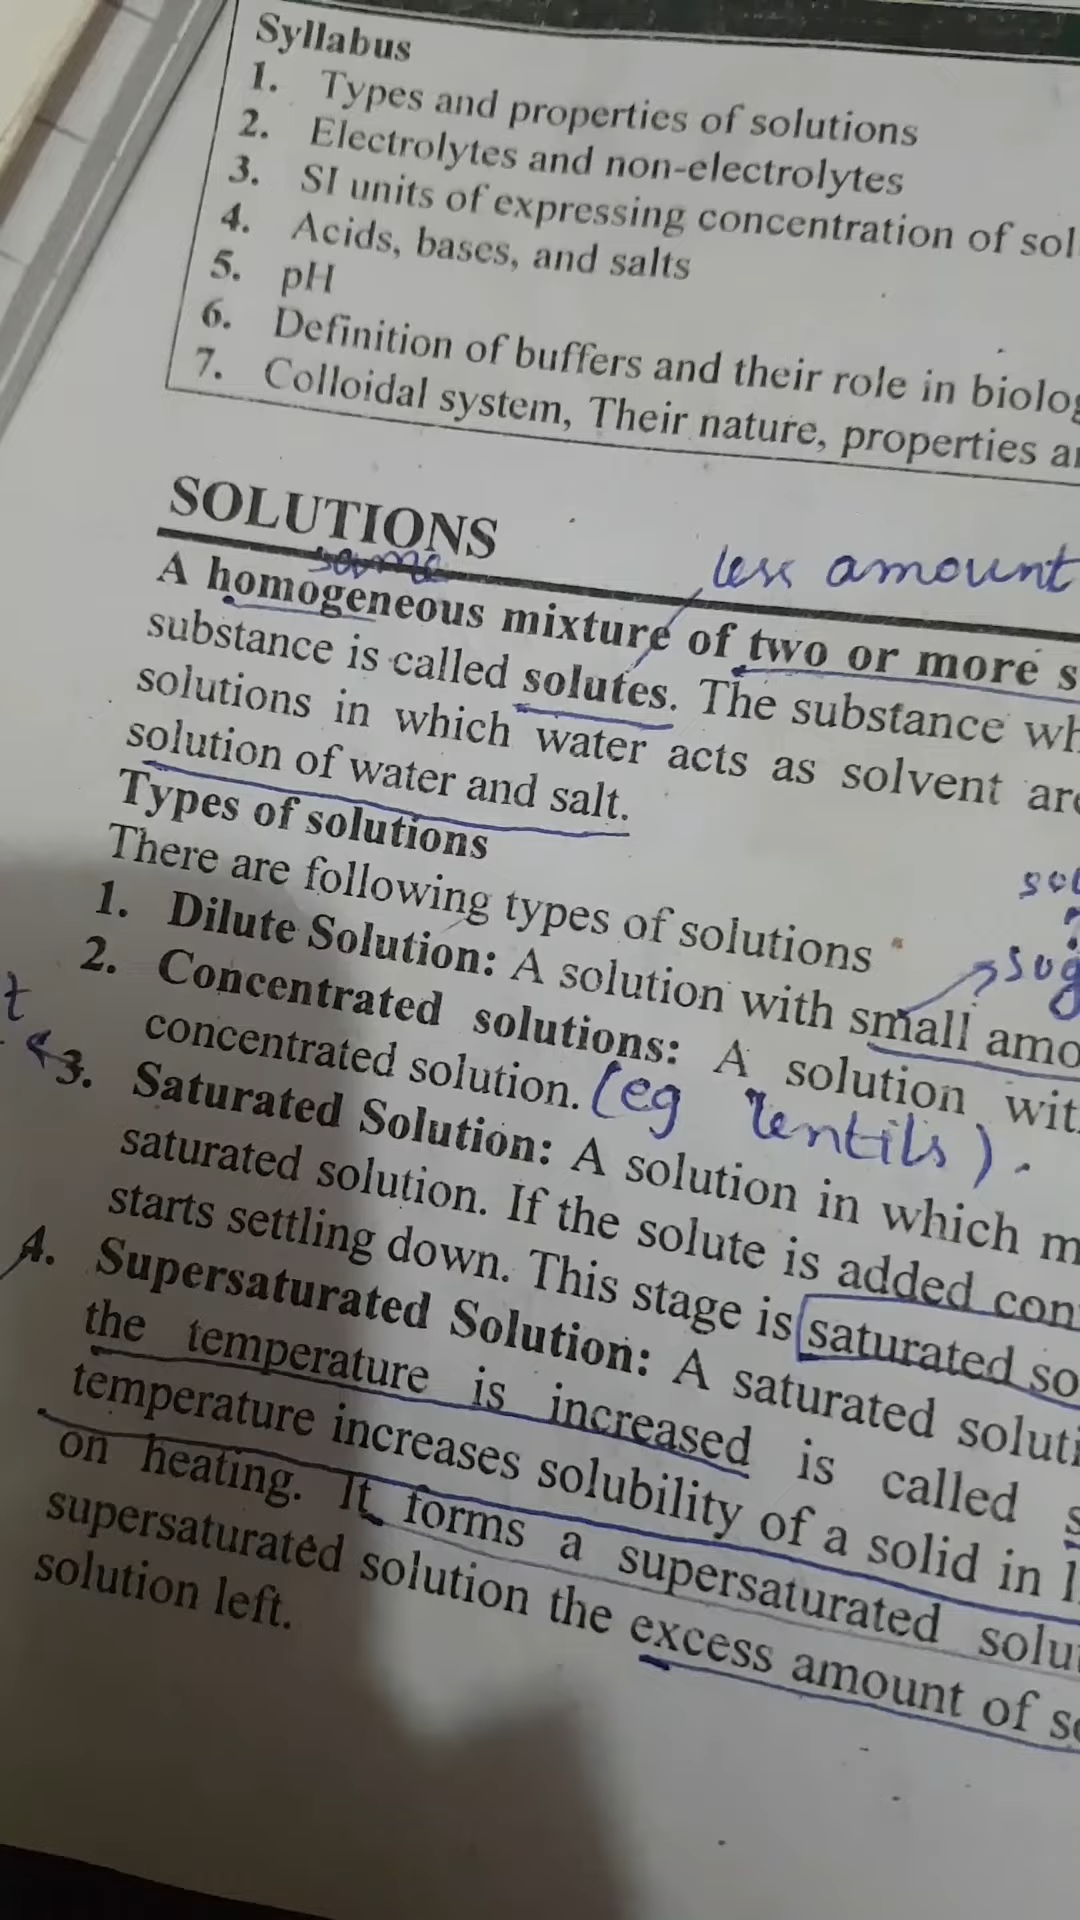 Syllabus
1. Types and properties of solutions
2. Electrolytes and non-electrolytes
3. SI units of expressing concentration of sol
4. Acids, bases, and salts
5. pH
6. Definition of buffers and their role in biolog
7. Colloidal system, Their nature, properties a
SOLUTIONS
some
less amount
A homogeneous mixture of two or more s
substance is called solutes. The substance wh
solutions in which water acts as solvent are
solution of water and salt.
Types of solutions
There are following types of solutions
sol
sug
1. Dilute Solution: A solution with small amo
2. Concentrated solutions: A solution wit
concentrated solution. (eg lentils).
t
3. Saturated Solution: A solution in which m
saturated solution. If the solute is added con
starts settling down. This stage is saturated so
4. Supersaturated Solution: A saturated soluti
the temperature is increased is called s
temperature increases solubility of a solid in l
on heating. It forms a supersaturated solu
supersaturated solution the excess amount of so
solution left.